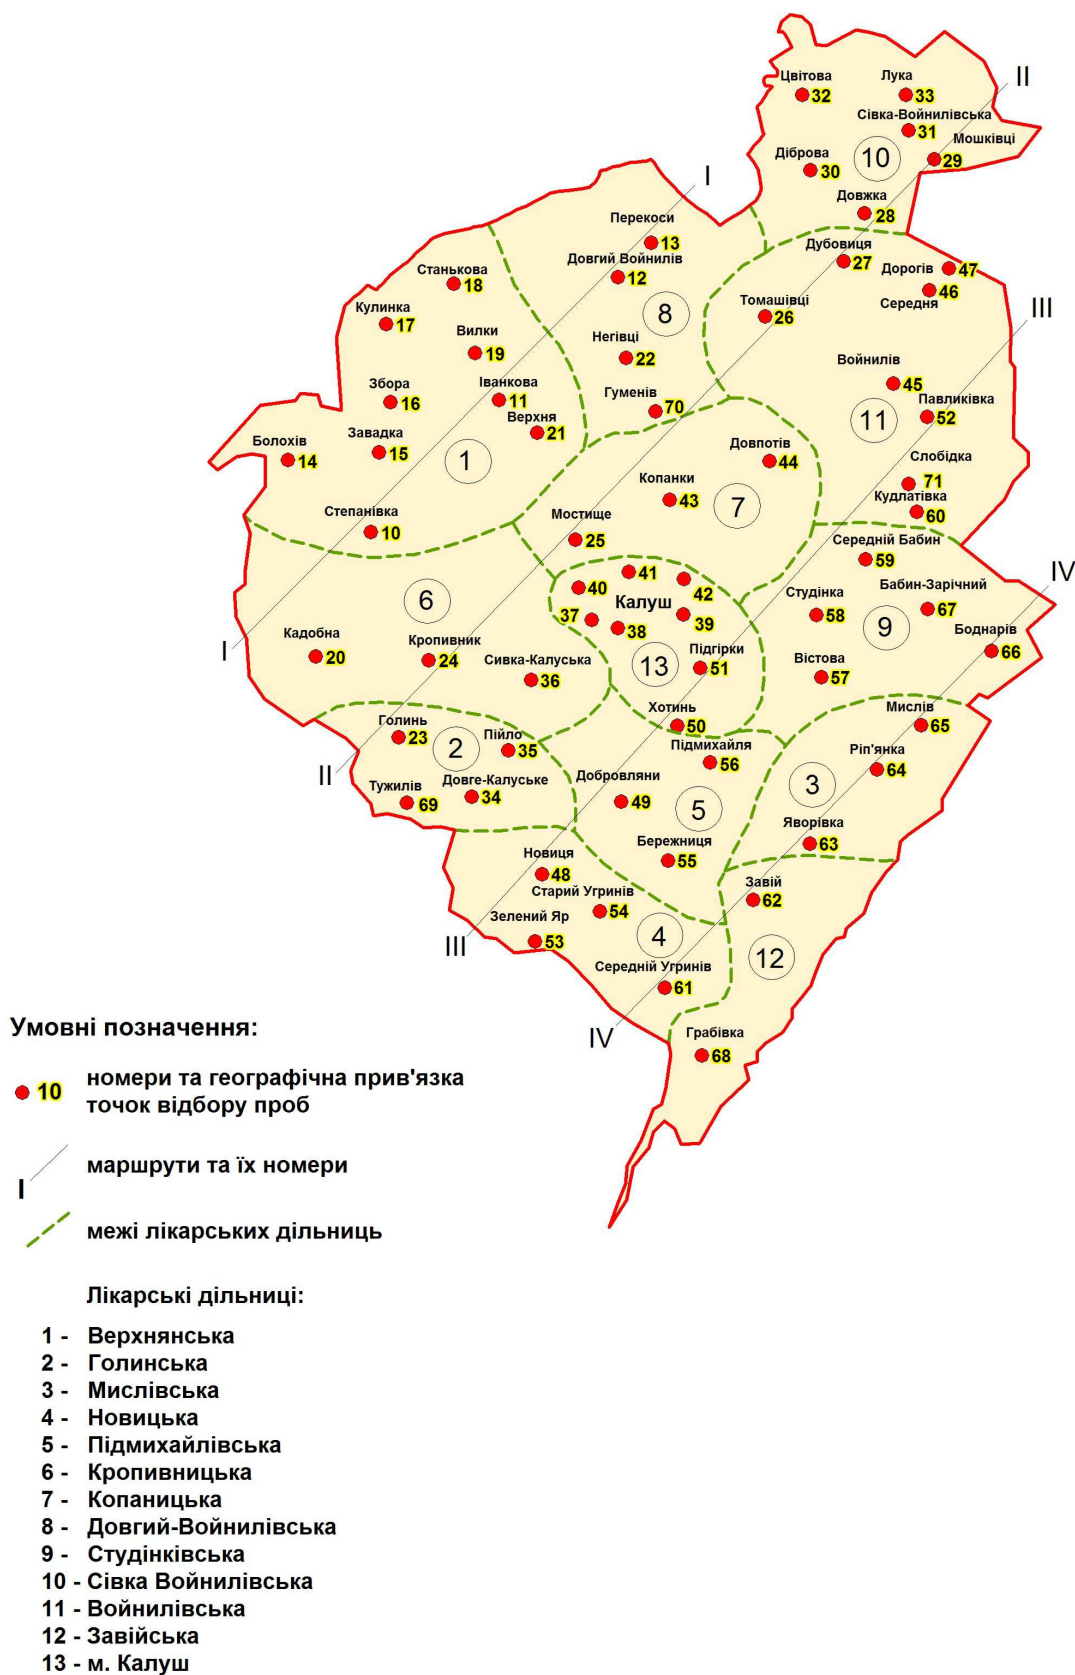 Цвітова
32
Лука
33
II
Сівка-Войнилівська
31
Мошківці
29
10
Діброва
30
Довжка
28
I
Перекоси
13
Довгий Войнилів
12
Дубовиця
27
Дорогів
47
46
Середня
Станькова
18
Томашівці
26
III
Кулинка
17
8
Вилки
19
Негівці
22
Войнилів
45
Збора
16
Іванкова
11
Гуменів
70
Павликівка
52
11
Верхня
21
Завадка
15
Болохів
14
1
Довпотів
44
Слобідка
71
Копанки
43
7
Кудлатівка
60
Степанівка
10
Мостище
25
Середній Бабин
59
41
42
40
IV
Бабин-Зарічний
67
6
Калуш
37
38
39
Студінка
58
9
Боднарів
66
I
Кадобна
20
Кропивник
24
Сивка-Калуська
36
13
Підгірки
51
Вістова
57
Хотинь
50
Мислів
65
Голинь
23
2
Пійло
35
Підмихайля
56
Ріп'янка
64
II
3
Тужилів
69
Довге-Калуське
34
Добровляни
49
5
Яворівка
63
Бережниця
55
Новиця
48
Завій
62
Старий Угринів
54
Зелений Яр
53
III
4
12
Середній Угринів
61
IV
Грабівка
68
Умовні позначення:
10
номери та географічна прив'язка
точок відбору проб
I
маршрути та їх номери
межі лікарських дільниць
Лікарські дільниці:
1 - Верхнянська
2 - Голинська
3 - Мислівська
4 - Новицька
5 - Підмихайлівська
6 - Кропивницька
7 - Копаницька
8 - Довгий-Войнилівська
9 - Студінківська
10 - Сівка Войнилівська
11 - Войнилівська
12 - Завійська
13 - м. Калуш